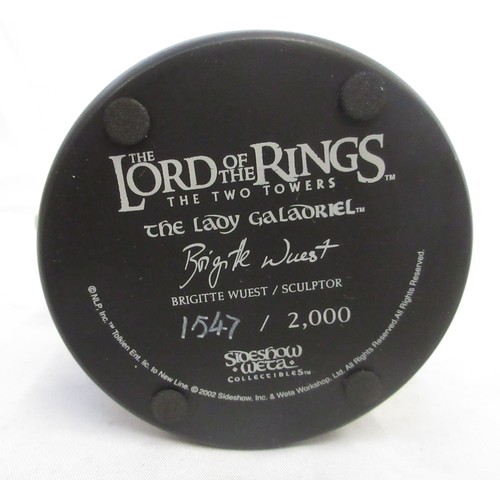 THE
LORD OF THE RINGS™
THE TWO TOWERS
THE LADY GALADRIEL™
Brigitte Wuest
BRIGITTE WUEST / SCULPTOR
1547 / 2,000
SIDESHOW
WETA
COLLECTIBLES™
© NLP, Inc.™ Tolkien Ent. lic. to New Line. © 2002 Sideshow, Inc. & Weta Workshop, Ltd. All Rights Reserved. All Rights Reserved.